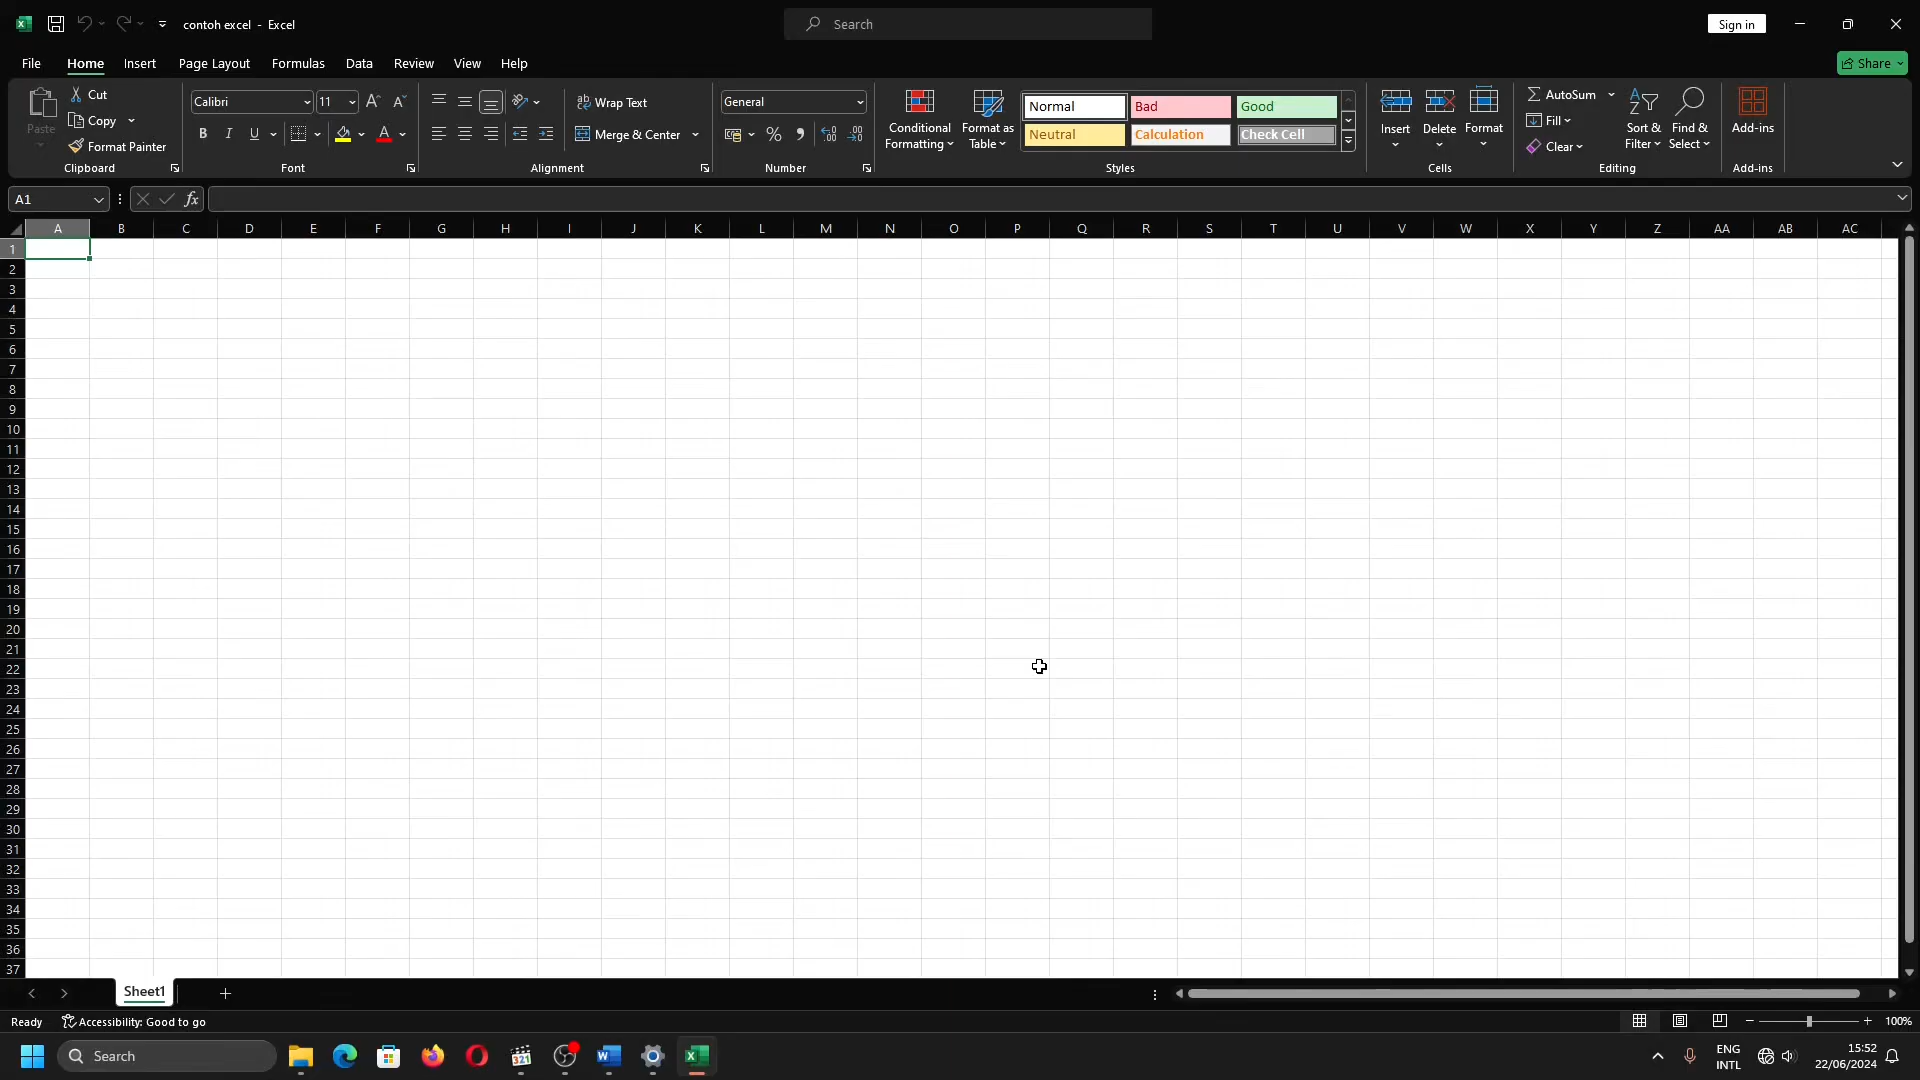 contoh excel - Excel
Search
Sign in
File Home Insert Page Layout Formulas Data Review View Help
Share
Paste
Cut
Copy
Format Painter
Clipboard
Calibri 11
B I U
Font
Wrap Text
Merge & Center
Alignment
General
Number
Conditional Formatting
Format as Table
Normal Bad Good
Neutral Calculation Check Cell
Styles
Insert Delete Format
Cells
AutoSum
Fill
Clear
Sort & Filter
Find & Select
Editing
Add-ins
Add-ins
A1
fx
A B C D E F G H I J K L M N O P Q R S T U V W X Y Z AA AB AC
1
2
3
4
5
6
7
8
9
10
11
12
13
14
15
16
17
18
19
20
21
22
23
24
25
26
27
28
29
30
31
32
33
34
35
36
37
Sheet1
Ready Accessibility: Good to go
100%
Search
321
ENG
INTL
15:52
22/06/2024